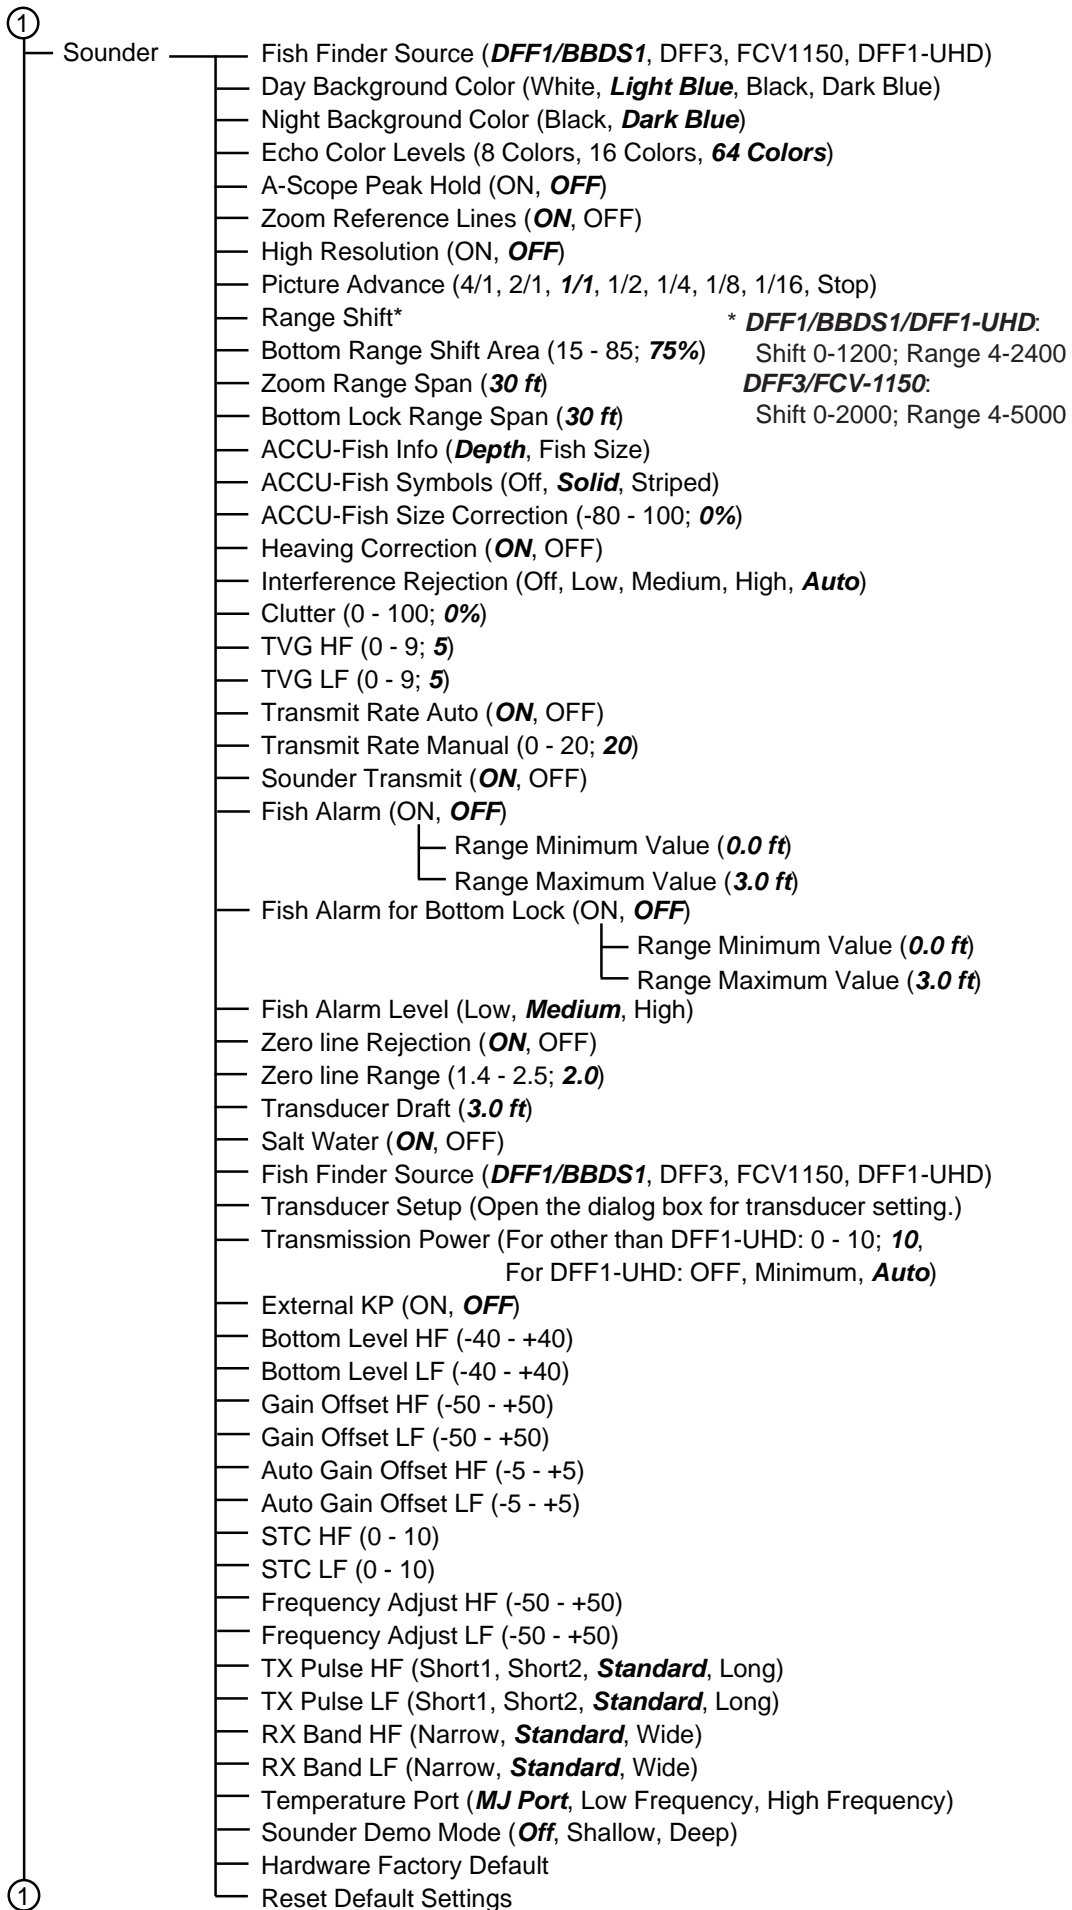 1
Sounder
Fish Finder Source (DFF1/BBDS1, DFF3, FCV1150, DFF1-UHD)
Day Background Color (White, Light Blue, Black, Dark Blue)
Night Background Color (Black, Dark Blue)
Echo Color Levels (8 Colors, 16 Colors, 64 Colors)
A-Scope Peak Hold (ON, OFF)
Zoom Reference Lines (ON, OFF)
High Resolution (ON, OFF)
Picture Advance (4/1, 2/1, 1/1, 1/2, 1/4, 1/8, 1/16, Stop)
Range Shift*
* DFF1/BBDS1/DFF1-UHD:
Shift 0-1200; Range 4-2400
DFF3/FCV-1150:
Shift 0-2000; Range 4-5000
Bottom Range Shift Area (15 - 85; 75%)
Zoom Range Span (30 ft)
Bottom Lock Range Span (30 ft)
ACCU-Fish Info (Depth, Fish Size)
ACCU-Fish Symbols (Off, Solid, Striped)
ACCU-Fish Size Correction (-80 - 100; 0%)
Heaving Correction (ON, OFF)
Interference Rejection (Off, Low, Medium, High, Auto)
Clutter (0 - 100; 0%)
TVG HF (0 - 9; 5)
TVG LF (0 - 9; 5)
Transmit Rate Auto (ON, OFF)
Transmit Rate Manual (0 - 20; 20)
Sounder Transmit (ON, OFF)
Fish Alarm (ON, OFF)
Range Minimum Value (0.0 ft)
Range Maximum Value (3.0 ft)
Fish Alarm for Bottom Lock (ON, OFF)
Range Minimum Value (0.0 ft)
Range Maximum Value (3.0 ft)
Fish Alarm Level (Low, Medium, High)
Zero line Rejection (ON, OFF)
Zero line Range (1.4 - 2.5; 2.0)
Transducer Draft (3.0 ft)
Salt Water (ON, OFF)
Fish Finder Source (DFF1/BBDS1, DFF3, FCV1150, DFF1-UHD)
Transducer Setup (Open the dialog box for transducer setting.)
Transmission Power (For other than DFF1-UHD: 0 - 10; 10,
For DFF1-UHD: OFF, Minimum, Auto)
External KP (ON, OFF)
Bottom Level HF (-40 - +40)
Bottom Level LF (-40 - +40)
Gain Offset HF (-50 - +50)
Gain Offset LF (-50 - +50)
Auto Gain Offset HF (-5 - +5)
Auto Gain Offset LF (-5 - +5)
STC HF (0 - 10)
STC LF (0 - 10)
Frequency Adjust HF (-50 - +50)
Frequency Adjust LF (-50 - +50)
TX Pulse HF (Short1, Short2, Standard, Long)
TX Pulse LF (Short1, Short2, Standard, Long)
RX Band HF (Narrow, Standard, Wide)
RX Band LF (Narrow, Standard, Wide)
Temperature Port (MJ Port, Low Frequency, High Frequency)
Sounder Demo Mode (Off, Shallow, Deep)
Hardware Factory Default
Reset Default Settings
1